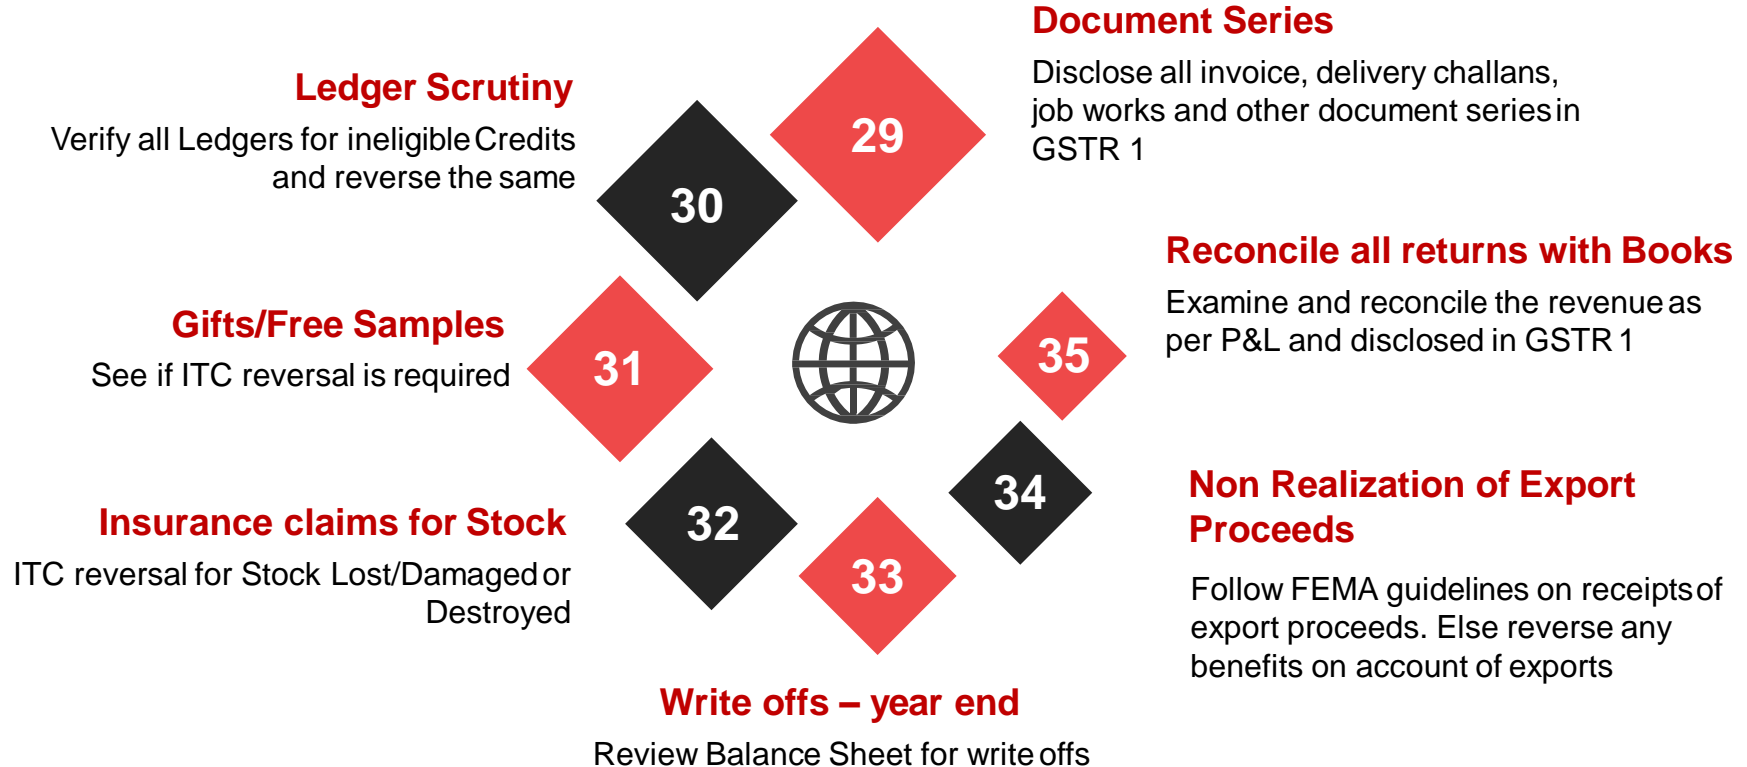 Document Series
Disclose all invoice, delivery challans,
job works and other document series in
GSTR 1
29
Ledger Scrutiny
Verify all Ledgers for ineligible Credits
and reverse the same
30
Gifts/Free Samples
See if ITC reversal is required
31
Insurance claims for Stock
ITC reversal for Stock Lost/Damaged or
Destroyed
32
33
Write offs – year end
Review Balance Sheet for write offs
34
Non Realization of Export
Proceeds
Follow FEMA guidelines on receipts of
export proceeds. Else reverse any
benefits on account of exports
35
Reconcile all returns with Books
Examine and reconcile the revenue as
per P&L and disclosed in GSTR 1